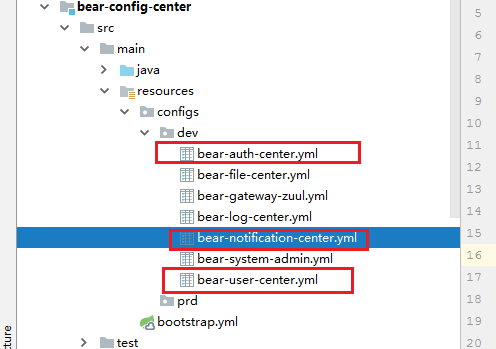 bear-config-center
src
main
java
resources
configs
dev
bear-auth-center.yml
bear-file-center.yml
bear-gateway-zuul.yml
bear-log-center.yml
bear-notification-center.yml
bear-system-admin.yml
bear-user-center.yml
prd
bootstrap.yml
test
5
6
7
8
9
10
11
12
13
14
15
16
17
18
19
20